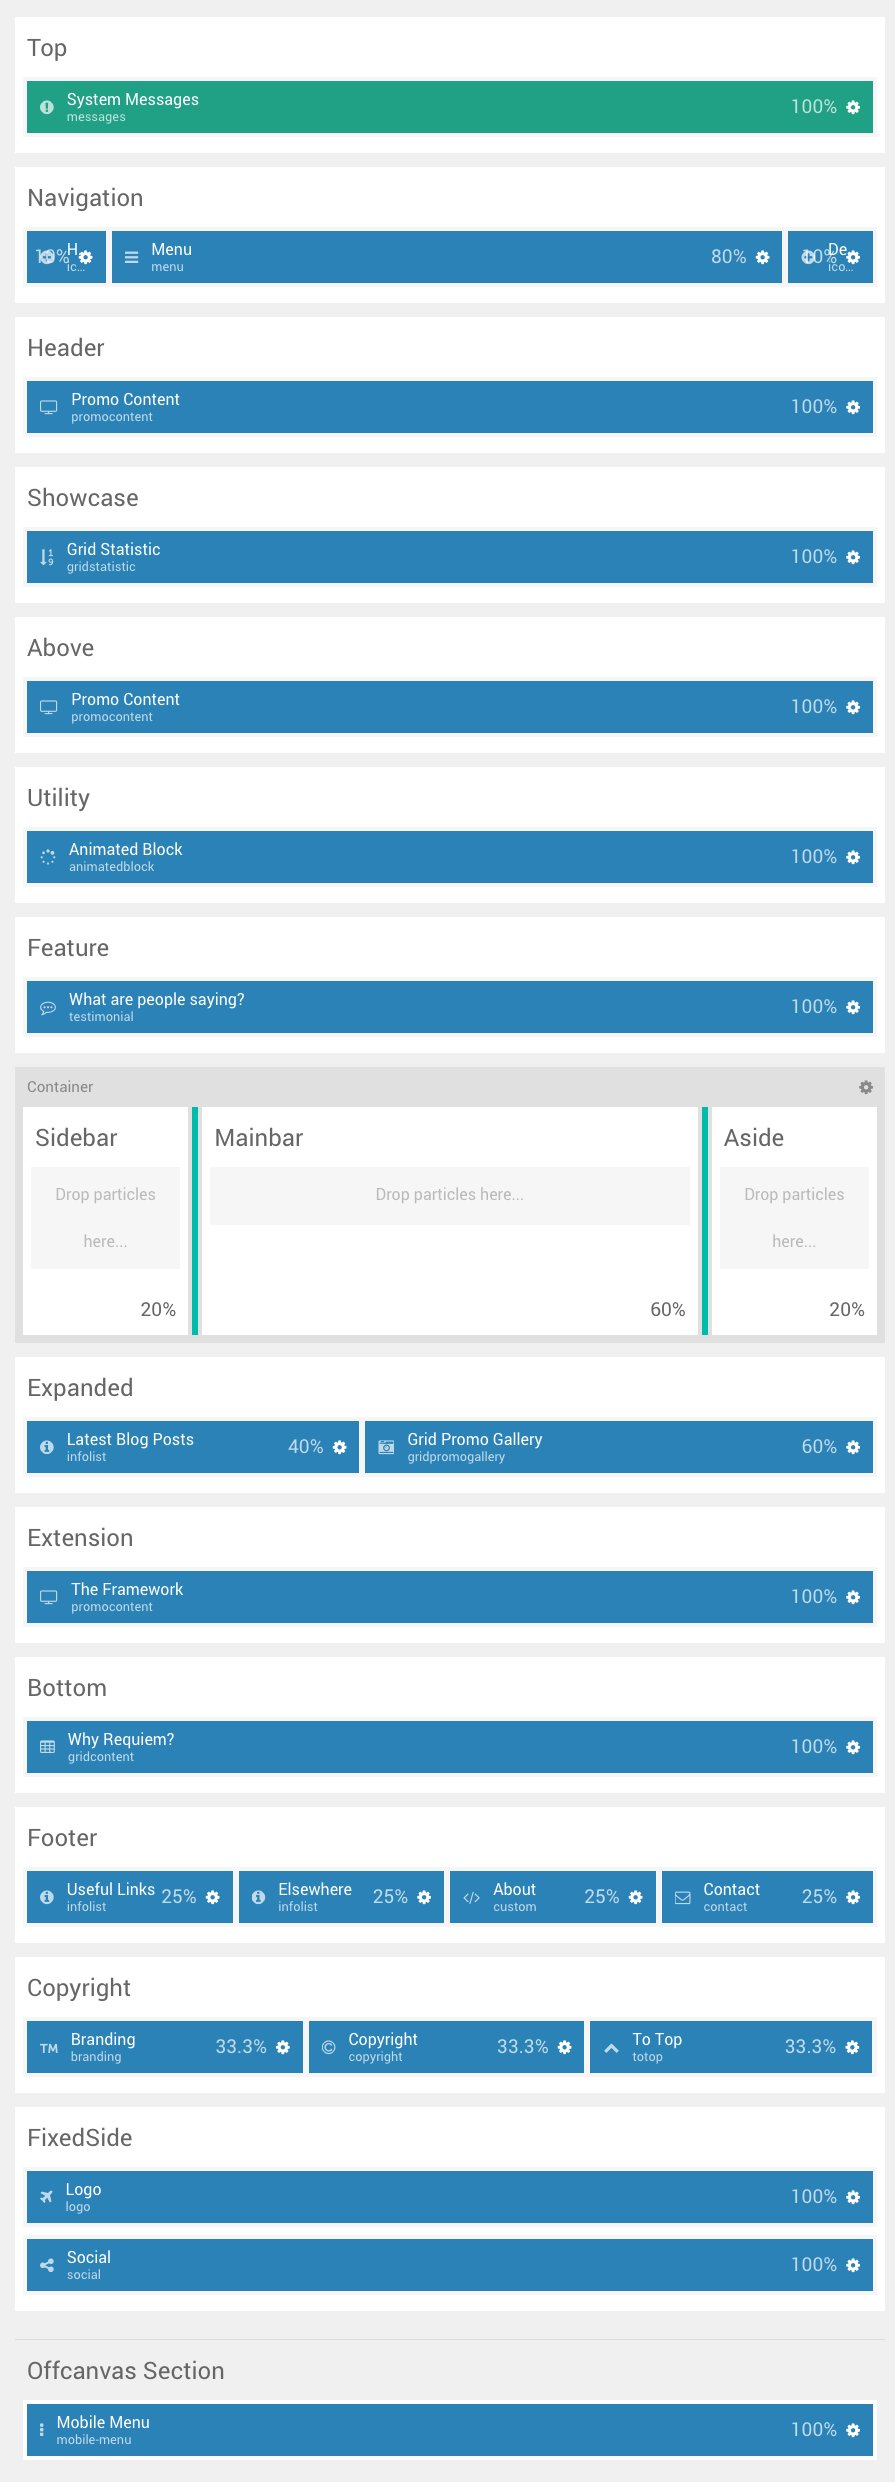 Top
System Messages
messages
100%
Navigation
H...
ic...
10%
Menu
menu
80%
De...
ico...
10%
Header
Promo Content
promocontent
100%
Showcase
Grid Statistic
gridstatistic
100%
Above
Promo Content
promocontent
100%
Utility
Animated Block
animatedblock
100%
Feature
What are people saying?
testimonial
100%
Container
Sidebar
Drop particles
here...
20%
Mainbar
Drop particles here...
60%
Aside
Drop particles
here...
20%
Expanded
Latest Blog Posts
infolist
40%
Grid Promo Gallery
gridpromogallery
60%
Extension
The Framework
promocontent
100%
Bottom
Why Requiem?
gridcontent
100%
Footer
Useful Links
infolist
25%
Elsewhere
infolist
25%
About
custom
25%
Contact
contact
25%
Copyright
Branding
branding
33.3%
Copyright
copyright
33.3%
To Top
totop
33.3%
FixedSide
Logo
logo
100%
Social
social
100%
Offcanvas Section
Mobile Menu
mobile-menu
100%